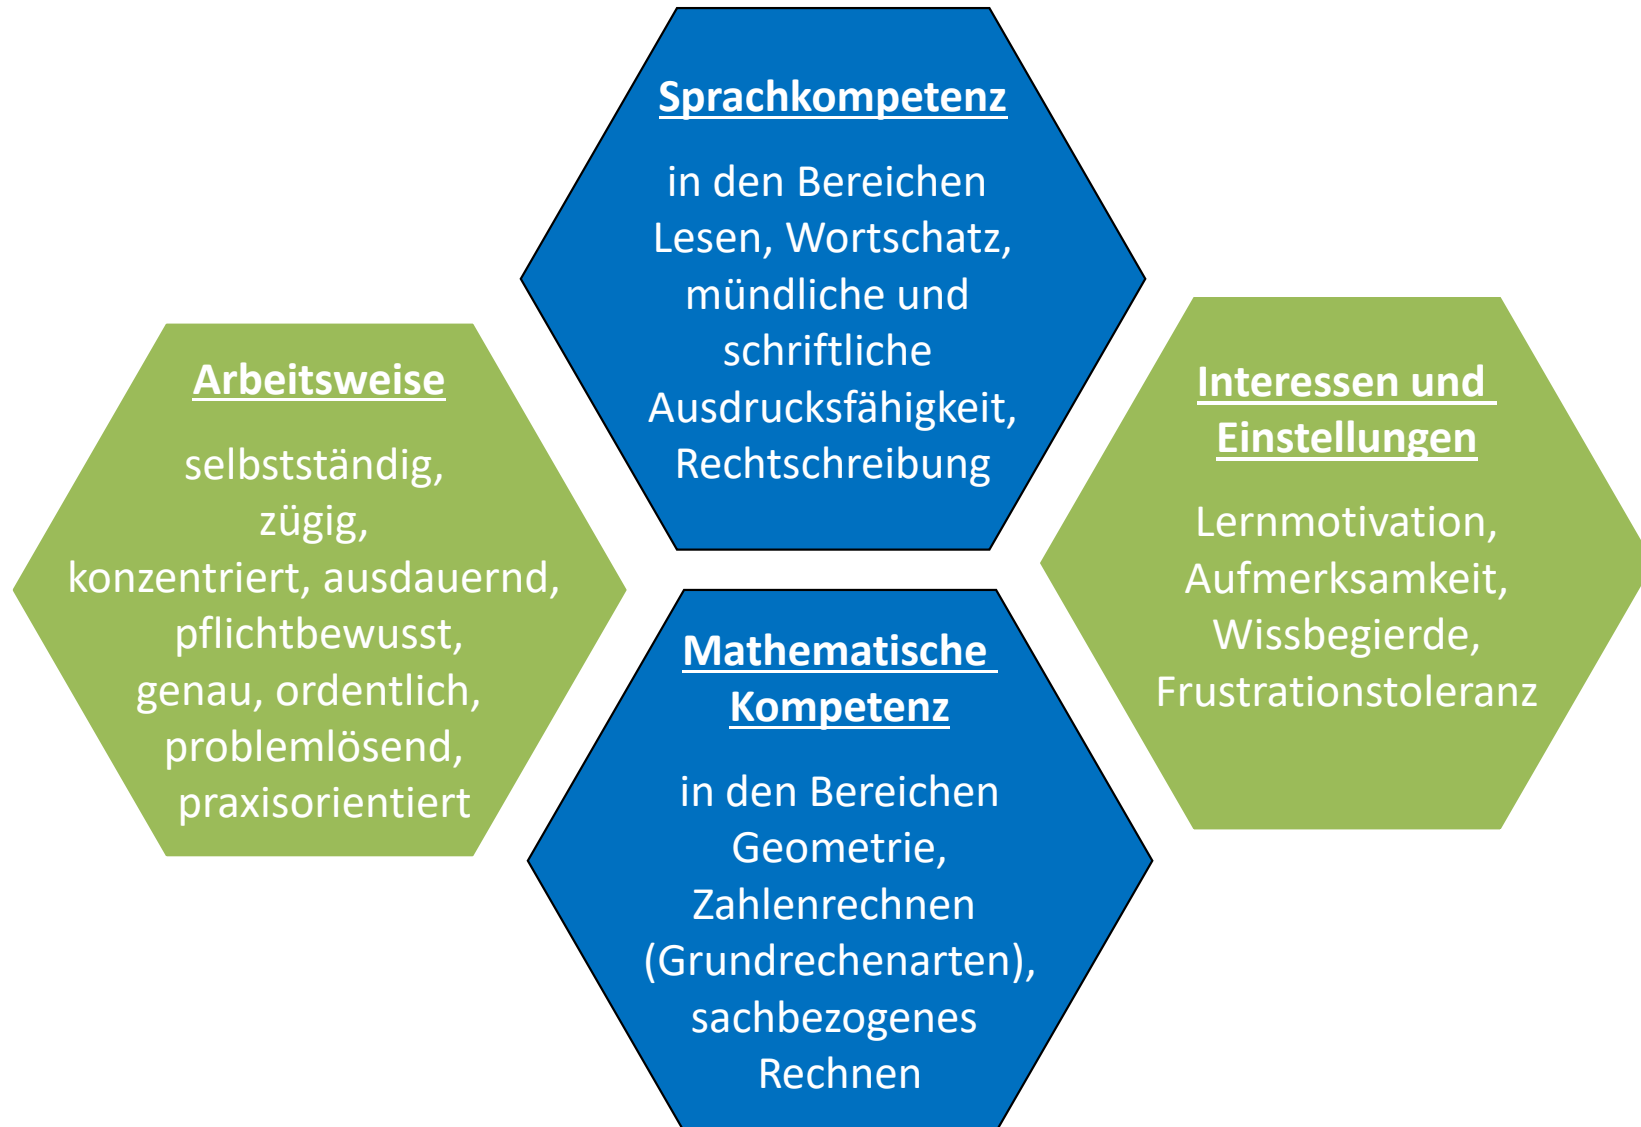 Sprachkompetenz
in den Bereichen
Lesen, Wortschatz,
mündliche und
schriftliche
Ausdrucksfähigkeit,
Rechtschreibung
Arbeitsweise
selbstständig,
zügig,
konzentriert, ausdauernd,
pflichtbewusst,
genau, ordentlich,
problemlösend,
praxisorientiert
Interessen und
Einstellungen
Lernmotivation,
Aufmerksamkeit,
Wissbegierde,
Frustrationstoleranz
Mathematische
Kompetenz
in den Bereichen
Geometrie,
Zahlenrechnen
(Grundrechenarten),
sachbezogenes
Rechnen